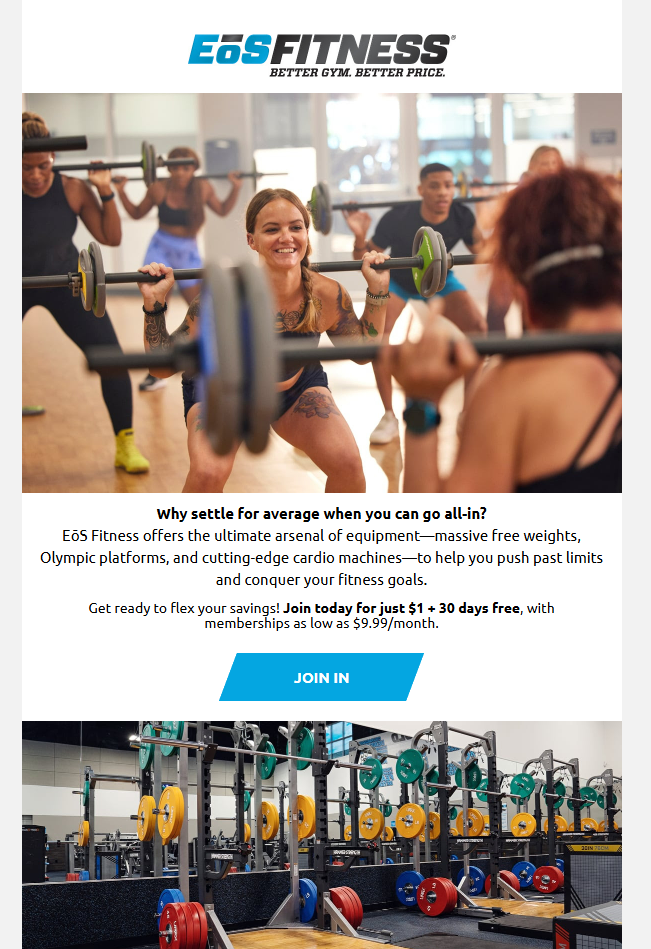 EōSFITNESS®
BETTER GYM. BETTER PRICE.
Why settle for average when you can go all-in?
EōS Fitness offers the ultimate arsenal of equipment—massive free weights,
Olympic platforms, and cutting-edge cardio machines—to help you push past limits
and conquer your fitness goals.
Get ready to flex your savings! Join today for just $1 + 30 days free, with
memberships as low as $9.99/month.
JOIN IN